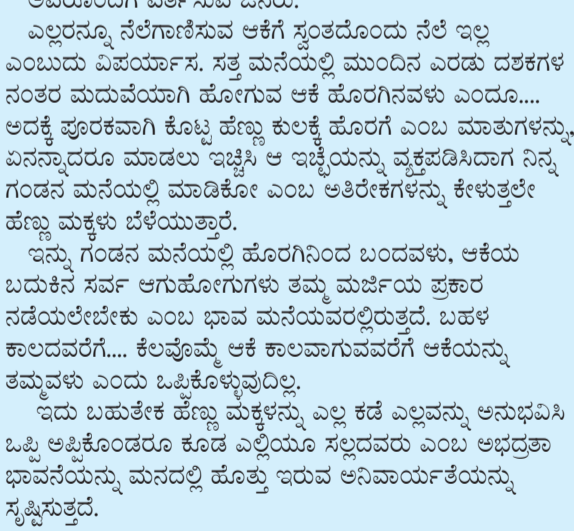 ಎಲ್ಲರನ್ನೂ ನೆಲೆಗಾಣಿಸುವ ಆಕೆಗೆ ಸ್ವಂತದೊಂದು ನೆಲೆ ಇಲ್ಲ
ಎಂಬುದು ವಿಪರ್ಯಾಸ. ಸತ್ತ ಮನೆಯಲ್ಲಿ ಮುಂದಿನ ಎರಡು ದಶಕಗಳ
ನಂತರ ಮದುವೆಯಾಗಿ ಹೋಗುವ ಆಕೆ ಹೊರಗಿನವಳು ಎಂದೂ....
ಅದಕ್ಕೆ ಪೂರಕವಾಗಿ ಕೊಟ್ಟ ಹೆಣ್ಣು ಕುಲಕ್ಕೆ ಹೊರಗೆ ಎಂಬ ಮಾತುಗಳನ್ನು,
ಏನನ್ನಾದರೂ ಮಾಡಲು ಇಚ್ಚಿಸಿ ಆ ಇಚ್ಛೆಯನ್ನು ವ್ಯಕ್ತಪಡಿಸಿದಾಗ ನಿನ್ನ
ಗಂಡನ ಮನೆಯಲ್ಲಿ ಮಾಡಿಕೋ ಎಂಬ ಅತಿರೇಕಗಳನ್ನು ಕೇಳುತ್ತಲೇ
ಹೆಣ್ಣು ಮಕ್ಕಳು ಬೆಳೆಯುತ್ತಾರೆ.
ಇನ್ನು ಗಂಡನ ಮನೆಯಲ್ಲಿ ಹೊರಗಿನಿಂದ ಬಂದವಳು, ಆಕೆಯ
ಬದುಕಿನ ಸರ್ವ ಆಗುಹೋಗುಗಳು ತಮ್ಮ ಮರ್ಜಿಯ ಪ್ರಕಾರ
ನಡೆಯಲೇಬೇಕು ಎಂಬ ಭಾವ ಮನೆಯವರಲ್ಲಿರುತ್ತದೆ. ಬಹಳ
ಕಾಲದವರೆಗೆ.... ಕೆಲವೊಮ್ಮೆ ಆಕೆ ಕಾಲವಾಗುವವರೆಗೆ ಆಕೆಯನ್ನು
ತಮ್ಮವಳು ಎಂದು ಒಪ್ಪಿಕೊಳ್ಳುವುದಿಲ್ಲ.
ಇದು ಬಹುತೇಕ ಹೆಣ್ಣು ಮಕ್ಕಳನ್ನು ಎಲ್ಲ ಕಡೆ ಎಲ್ಲವನ್ನು ಅನುಭವಿಸಿ
ಒಪ್ಪಿ ಅಪ್ಪಿಕೊಂಡರೂ ಕೂಡ ಎಲ್ಲಿಯೂ ಸಲ್ಲದವರು ಎಂಬ ಅಭದ್ರತಾ
ಭಾವನೆಯನ್ನು ಮನದಲ್ಲಿ ಹೊತ್ತು ಇರುವ ಅನಿವಾರ್ಯತೆಯನ್ನು
ಸೃಷ್ಟಿಸುತ್ತದೆ.